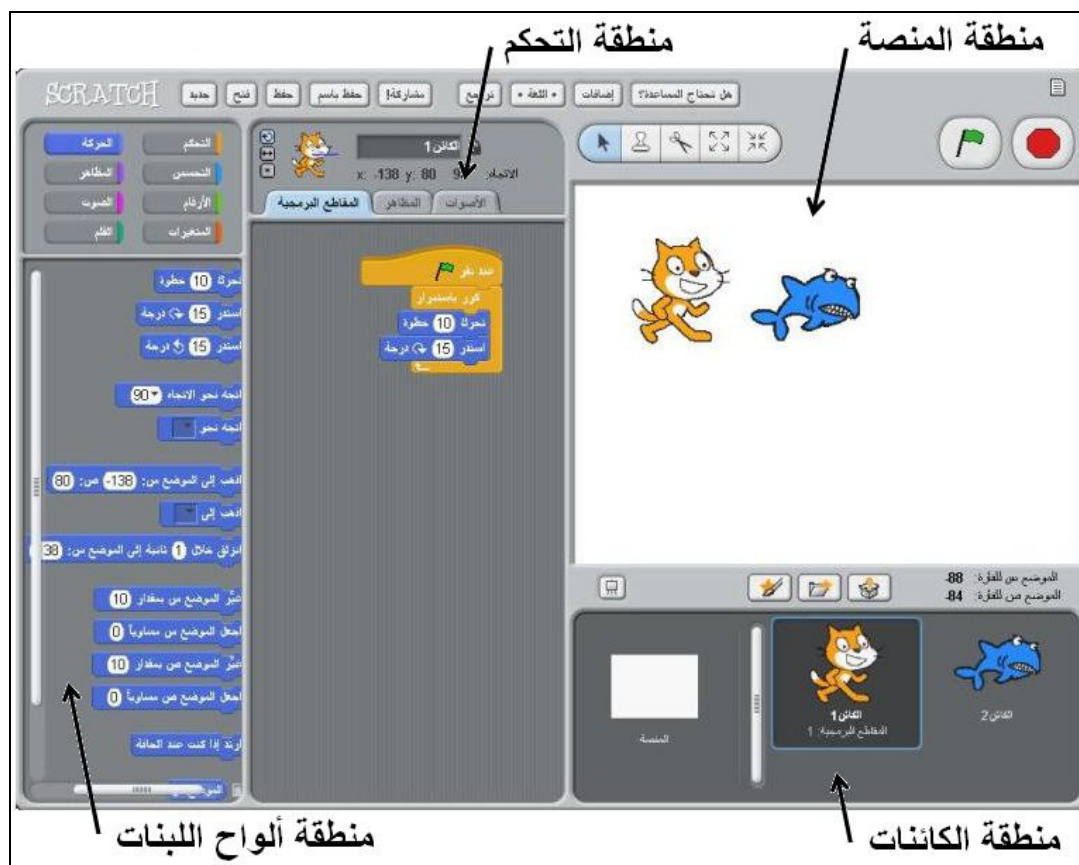 منطقة المنصة
منطقة التحكم
SCRATCH
جديد
فتح
حفظ
حفظ باسم
مشاركة!
تراجع
• اللغة •
إضافات
هل تحتاج المساعدة؟
التحكم
الحركة
التحسس
المظاهر
الأرقام
الصوت
المتغيرات
القلم
الكائن1
x: -138 y: 80
الاتجاه:
المقاطع البرمجية
المظاهر
الأصوات
عند نقر
كرر باستمرار
تحرك 10 خطوة
استدر 15 درجة
تحرك 10 خطوة
استدر 15 درجة
استدر 15 درجة
اتجه نحو الاتجاه 90
اتجه نحو
اذهب إلى الموضع س: -138 ص: 80
اذهب إلى
انزلق خلال 1 ثانية إلى الموضع س: 38
غيِّر الموضع س بمقدار 10
اجعل الموضع س مساوياً 0
غيِّر الموضع ص بمقدار 10
اجعل الموضع ص مساوياً 0
ارتد إذا كنت عند الحافة
الموضع س
الموضع س للفأرة: -88
الموضع ص للفأرة: -84
المنصة
الكائن1
المقاطع البرمجية: 1
الكائن2
منطقة الكائنات
منطقة ألواح اللبنات